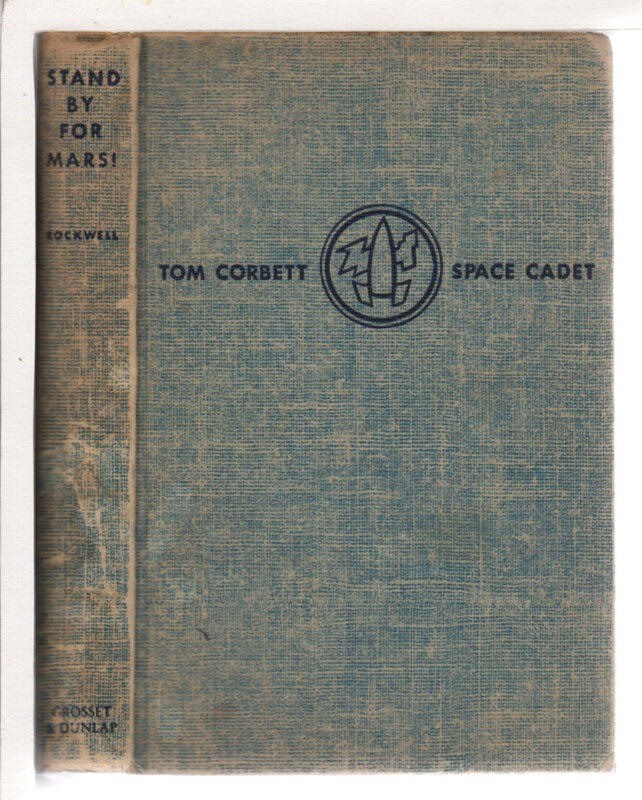 STAND
BY
FOR
MARS!
ROCKWELL
GROSSET
& DUNLAP
TOM CORBETT SPACE CADET